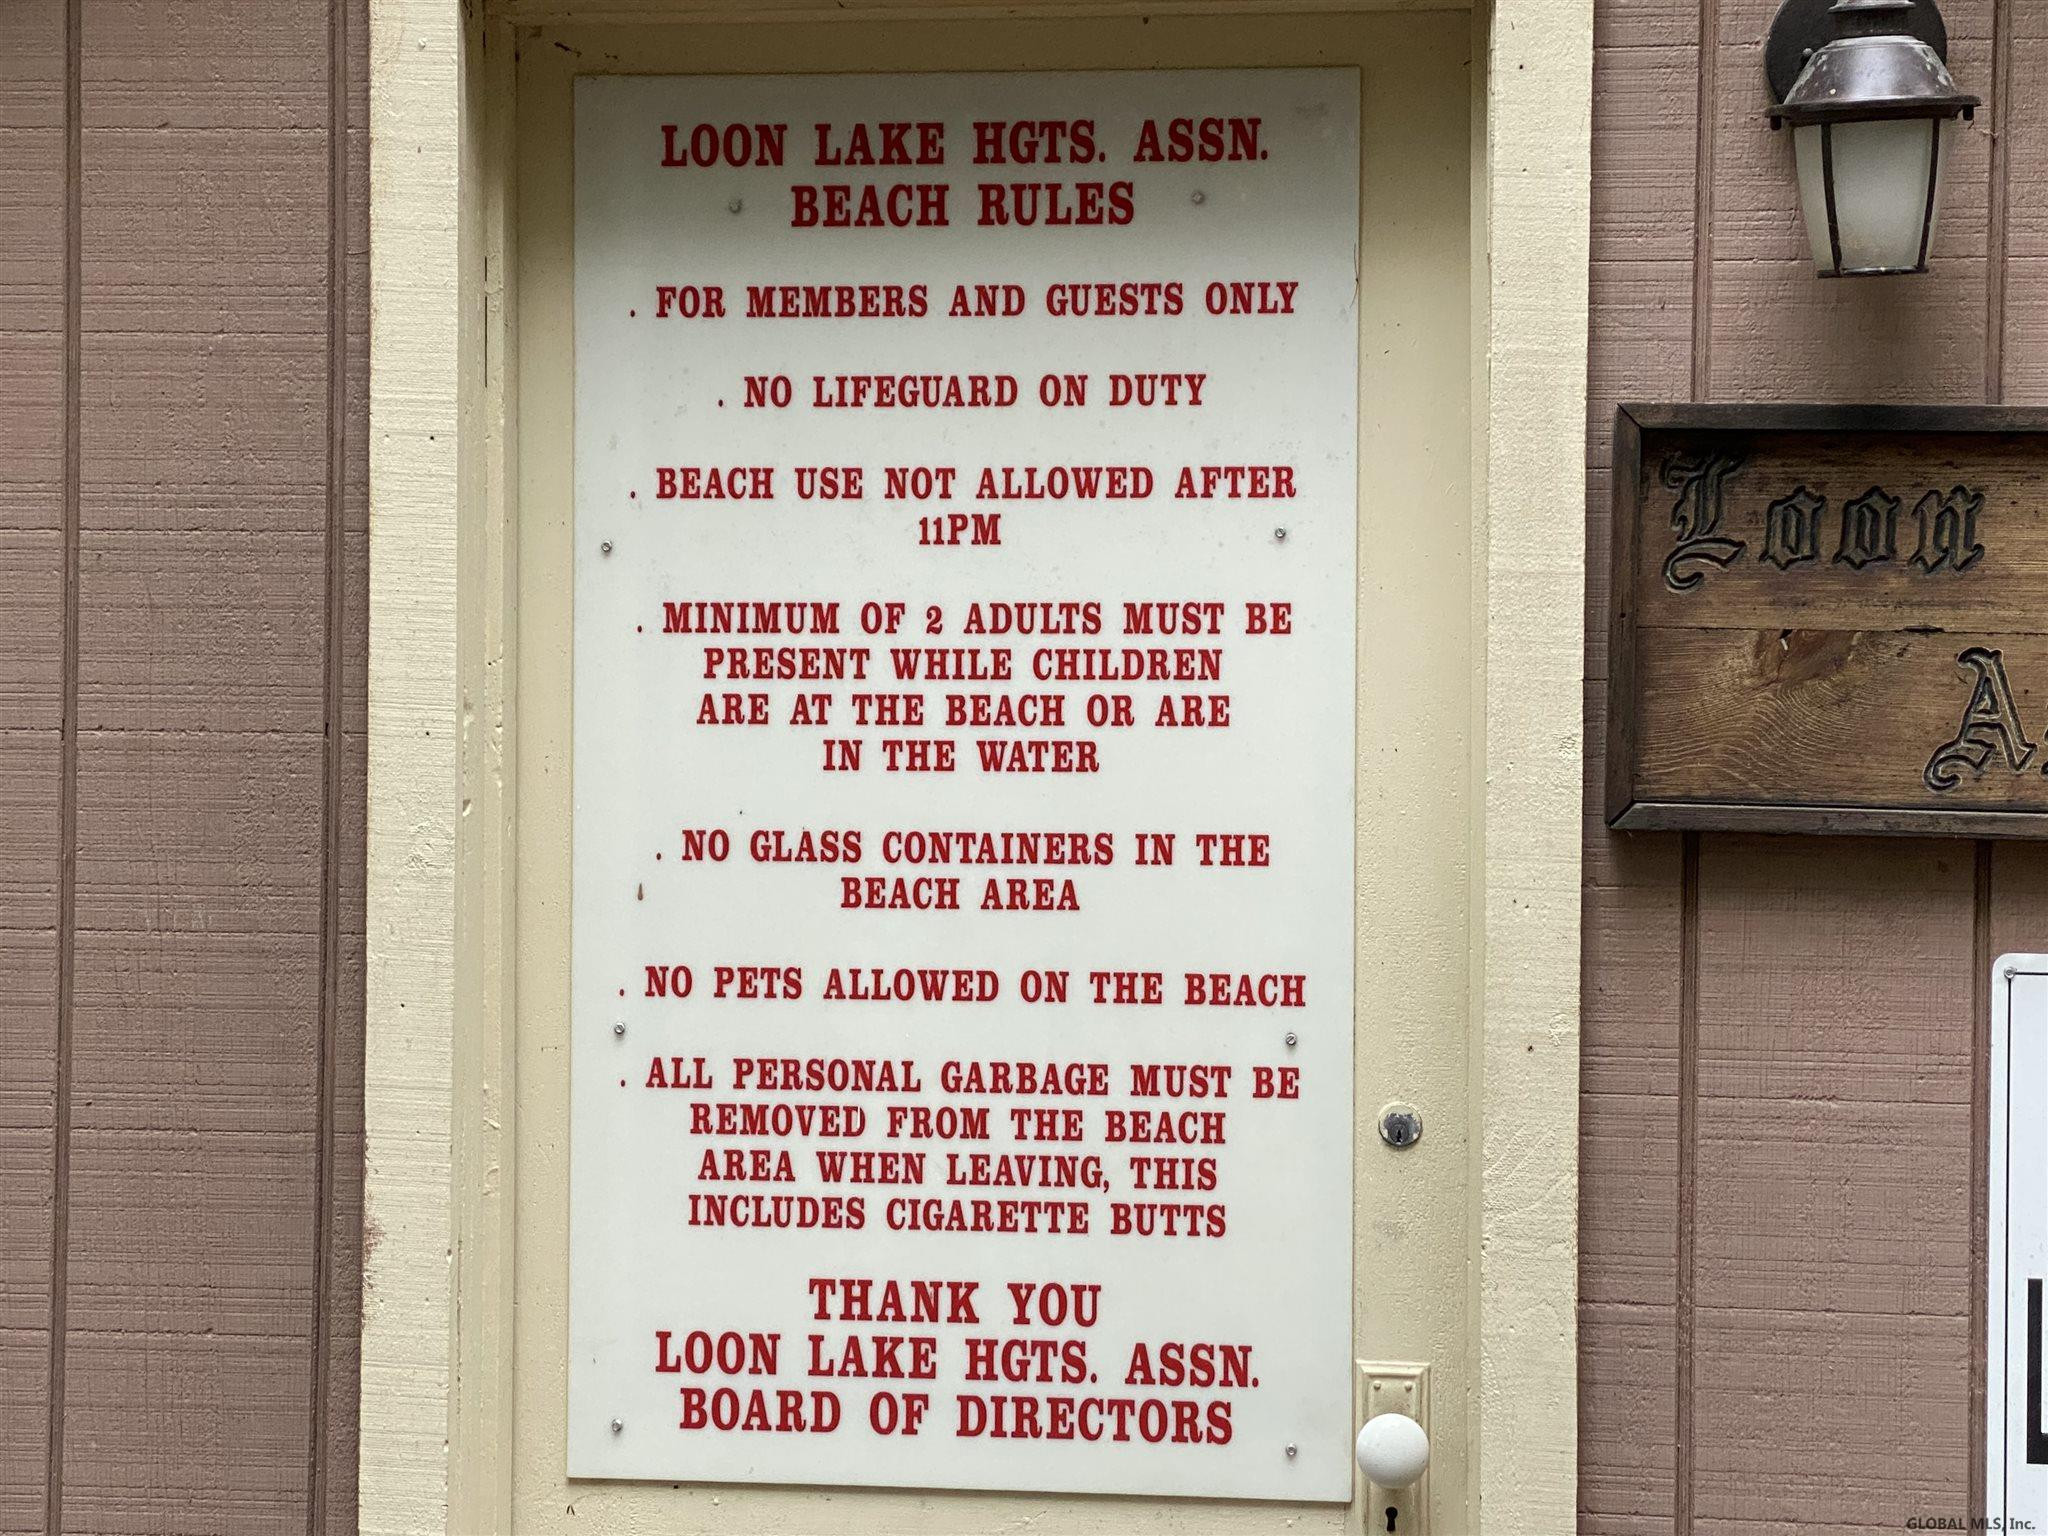 LOON LAKE HGTS. ASSN.
BEACH RULES
. FOR MEMBERS AND GUESTS ONLY
. NO LIFEGUARD ON DUTY
. BEACH USE NOT ALLOWED AFTER
11PM
. MINIMUM OF 2 ADULTS MUST BE
PRESENT WHILE CHILDREN
ARE AT THE BEACH OR ARE
IN THE WATER
. NO GLASS CONTAINERS IN THE
BEACH AREA
. NO PETS ALLOWED ON THE BEACH
. ALL PERSONAL GARBAGE MUST BE
REMOVED FROM THE BEACH
AREA WHEN LEAVING, THIS
INCLUDES CIGARETTE BUTTS
THANK YOU
LOON LAKE HGTS. ASSN.
BOARD OF DIRECTORS
Loon
GLOBAL MLS, Inc.